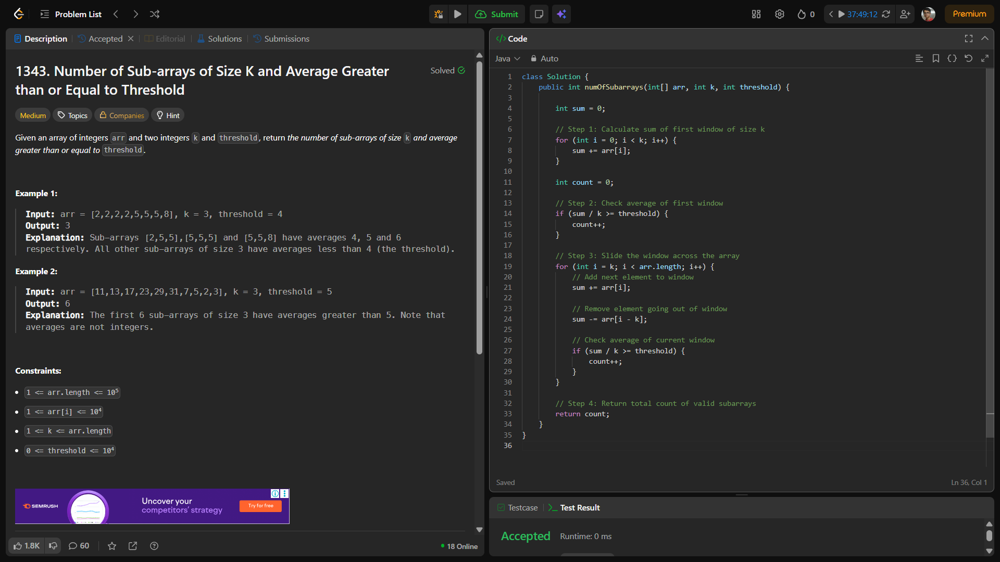 Problem List
Submit
0
37:49:12
Premium
Description
Accepted
Editorial
Solutions
Submissions
1343. Number of Sub-arrays of Size K and Average Greater
than or Equal to Threshold
Solved
Medium
Topics
Companies
Hint
Given an array of integers arr and two integers k and threshold, return the number of sub-arrays of size k and average
greater than or equal to threshold.
Example 1:
Input: arr = [2,2,2,2,5,5,5,8], k = 3, threshold = 4
Output: 3
Explanation: Sub-arrays [2,5,5],[5,5,5] and [5,5,8] have averages 4, 5 and 6
respectively. All other sub-arrays of size 3 have averages less than 4 (the threshold).
Example 2:
Input: arr = [11,13,17,23,29,31,7,5,2,3], k = 3, threshold = 5
Output: 6
Explanation: The first 6 sub-arrays of size 3 have averages greater than 5. Note that
averages are not integers.
Constraints:
1 <= arr.length <= 10⁵
1 <= arr[i] <= 10⁴
1 <= k <= arr.length
0 <= threshold <= 10⁴
SEMRUSH
Uncover your
competitors' strategy
Try for free
1.8K
60
18 Online
</> Code
Java
Auto
1 class Solution {
2     public int numOfSubarrays(int[] arr, int k, int threshold) {
3
4         int sum = 0;
5
6         // Step 1: Calculate sum of first window of size k
7         for (int i = 0; i < k; i++) {
8             sum += arr[i];
9         }
10
11         int count = 0;
12
13         // Step 2: Check average of first window
14         if (sum / k >= threshold) {
15             count++;
16         }
17
18         // Step 3: Slide the window across the array
19         for (int i = k; i < arr.length; i++) {
20             // Add next element to window
21             sum += arr[i];
22
23             // Remove element going out of window
24             sum -= arr[i - k];
25
26             // Check average of current window
27             if (sum / k >= threshold) {
28                 count++;
29             }
30         }
31
32         // Step 4: Return total count of valid subarrays
33         return count;
34     }
35 }
36
Saved
Ln 36, Col 1
Testcase
Test Result
Accepted
Runtime: 0 ms